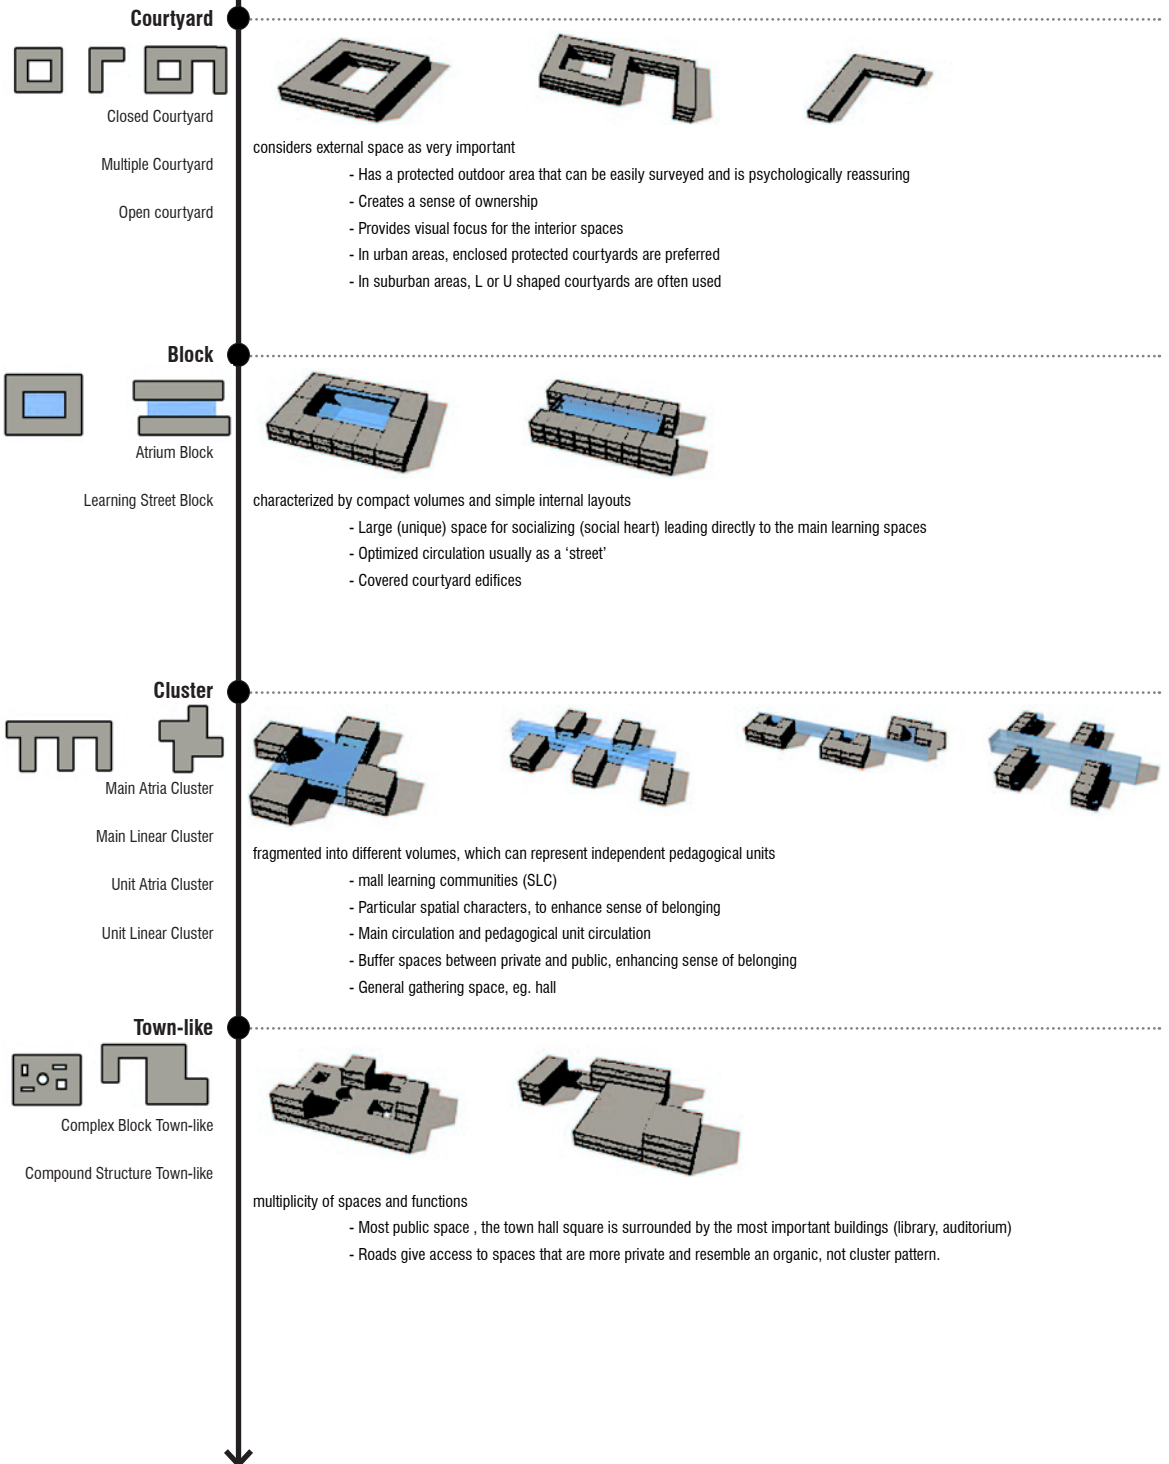 Courtyard
Closed Courtyard
Multiple Courtyard
Open courtyard
considers external space as very important
- Has a protected outdoor area that can be easily surveyed and is psychologically reassuring
- Creates a sense of ownership
- Provides visual focus for the interior spaces
- In urban areas, enclosed protected courtyards are preferred
- In suburban areas, L or U shaped courtyards are often used
Block
Atrium Block
Learning Street Block
characterized by compact volumes and simple internal layouts
- Large (unique) space for socializing (social heart) leading directly to the main learning spaces
- Optimized circulation usually as a ‘street’
- Covered courtyard edifices
Cluster
Main Atria Cluster
Main Linear Cluster
Unit Atria Cluster
Unit Linear Cluster
fragmented into different volumes, which can represent independent pedagogical units
- mall learning communities (SLC)
- Particular spatial characters, to enhance sense of belonging
- Main circulation and pedagogical unit circulation
- Buffer spaces between private and public, enhancing sense of belonging
- General gathering space, eg. hall
Town-like
Complex Block Town-like
Compound Structure Town-like
multiplicity of spaces and functions
- Most public space , the town hall square is surrounded by the most important buildings (library, auditorium)
- Roads give access to spaces that are more private and resemble an organic, not cluster pattern.